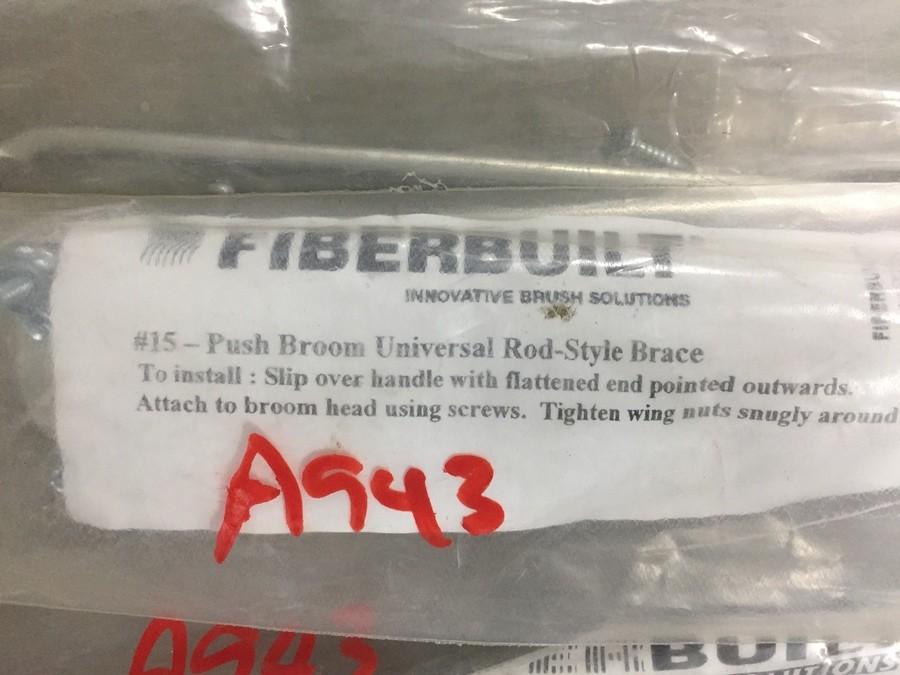 FIBERBUILT
INNOVATIVE BRUSH SOLUTIONS
#15 – Push Broom Universal Rod-Style Brace
To install : Slip over handle with flattened end pointed outwards.
Attach to broom head using screws. Tighten wing nuts snugly around
A943
A943